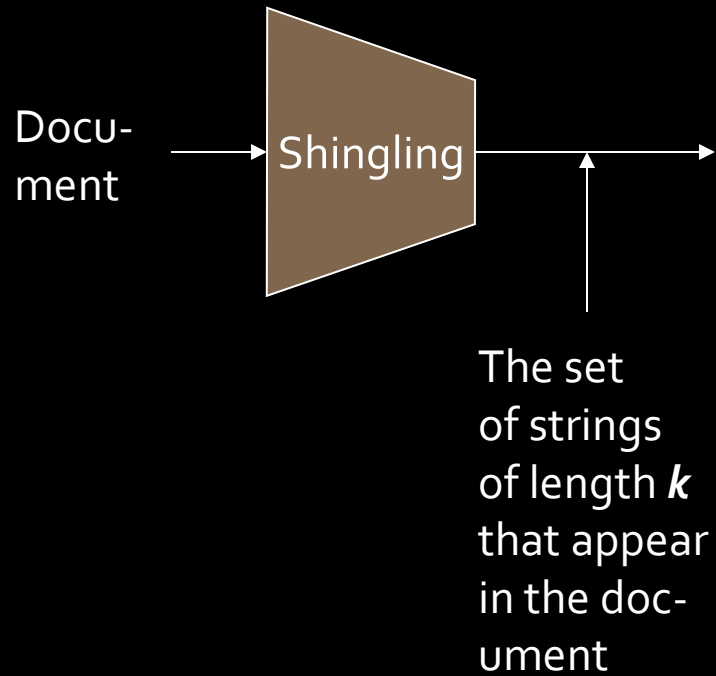 Docu-
ment
Shingling
The set
of strings
of length k
that appear
in the doc-
ument